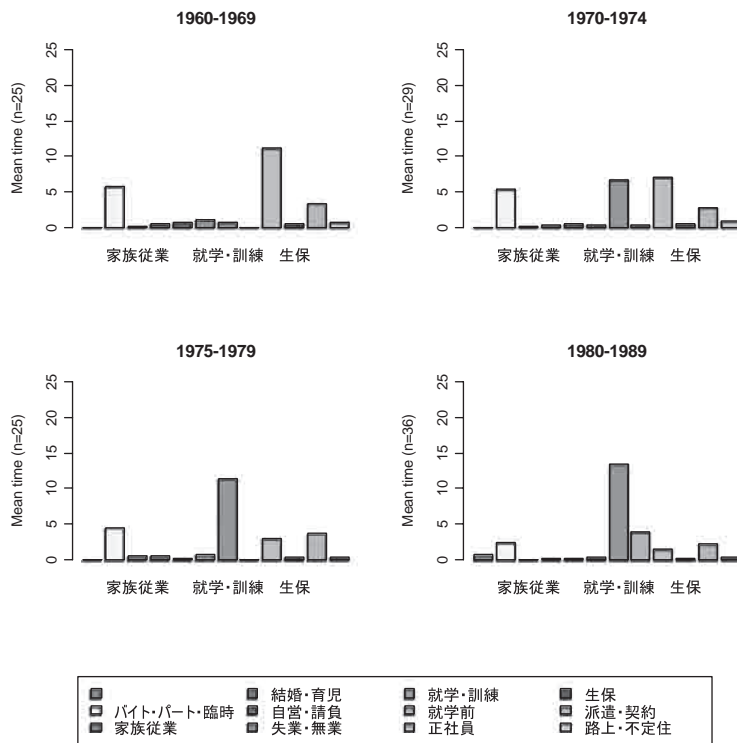 1960-1969
Mean time (n=25)
0 5 10 15 20 25
家族従業 就学・訓練 生保
1970-1974
Mean time (n=29)
0 5 10 15 20 25
家族従業 就学・訓練 生保
1975-1979
Mean time (n=25)
0 5 10 15 20 25
家族従業 就学・訓練 生保
1980-1989
Mean time (n=36)
0 5 10 15 20 25
家族従業 就学・訓練 生保
結婚・育児 就学・訓練 生保
バイト・パート・臨時 自営・請負 就学前 派遣・契約
家族従業 失業・無業 正社員 路上・不定住